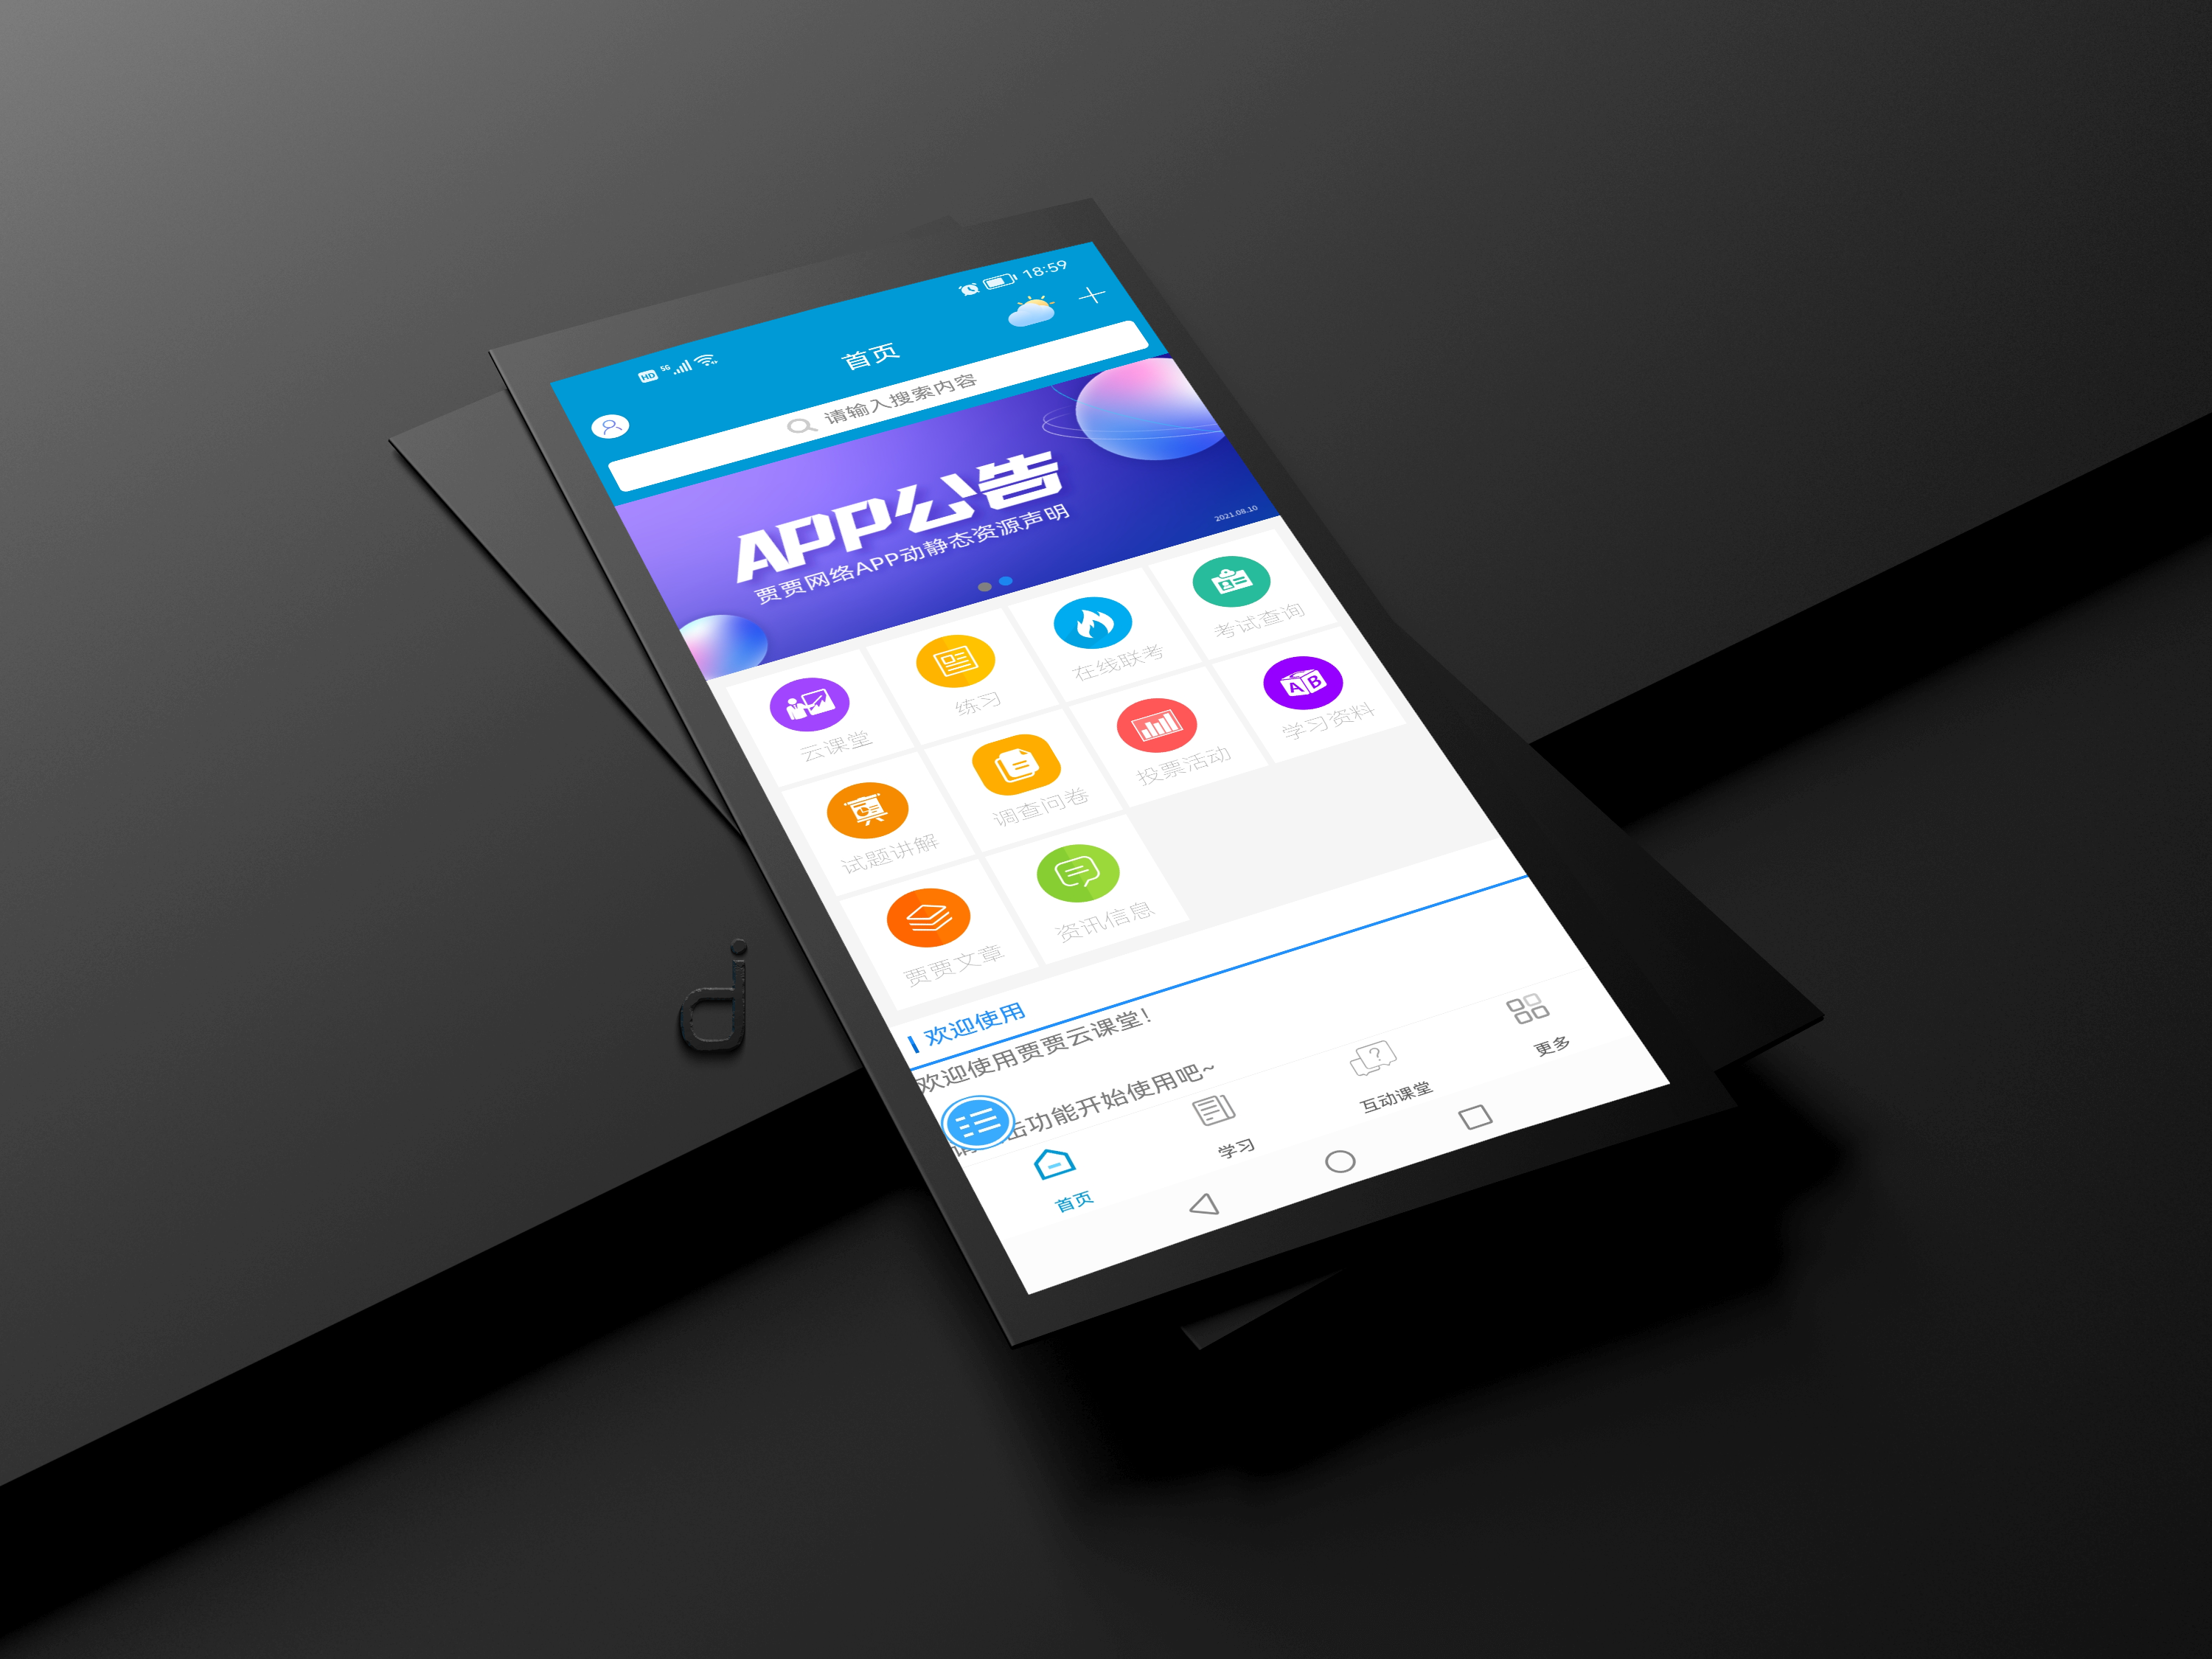 HD 5G
18:59
首页
请输入搜索内容
APP公告
贾贾网络APP动静态资源声明
2021.08.10
云课堂
练习
在线联考
考试查询
试题讲解
调查问卷
投票活动
AB
学习资料
贾贾文章
资讯信息
欢迎使用
欢迎使用贾贾云课堂!
击功能开始使用吧~
首页
学习
?
互动课堂
更多
d